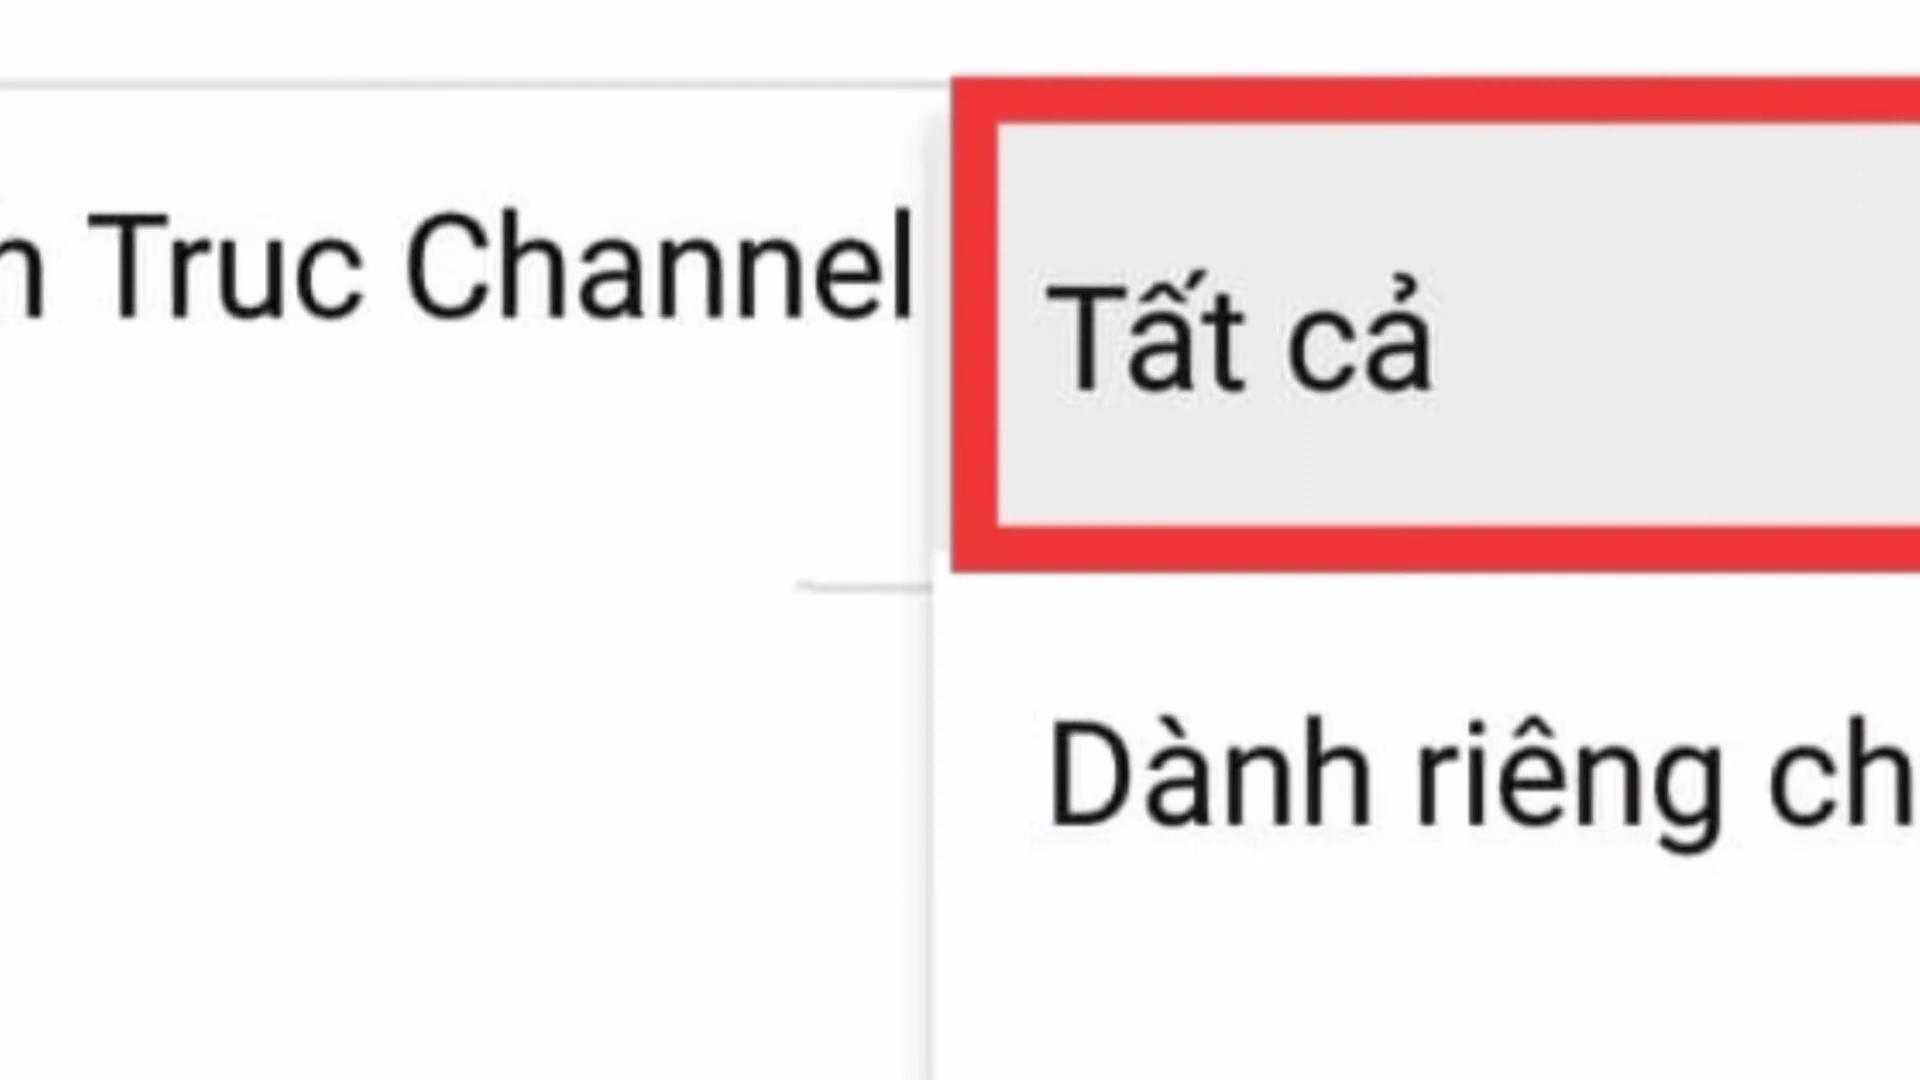 Truc Channel
Tất cả
Dành riêng